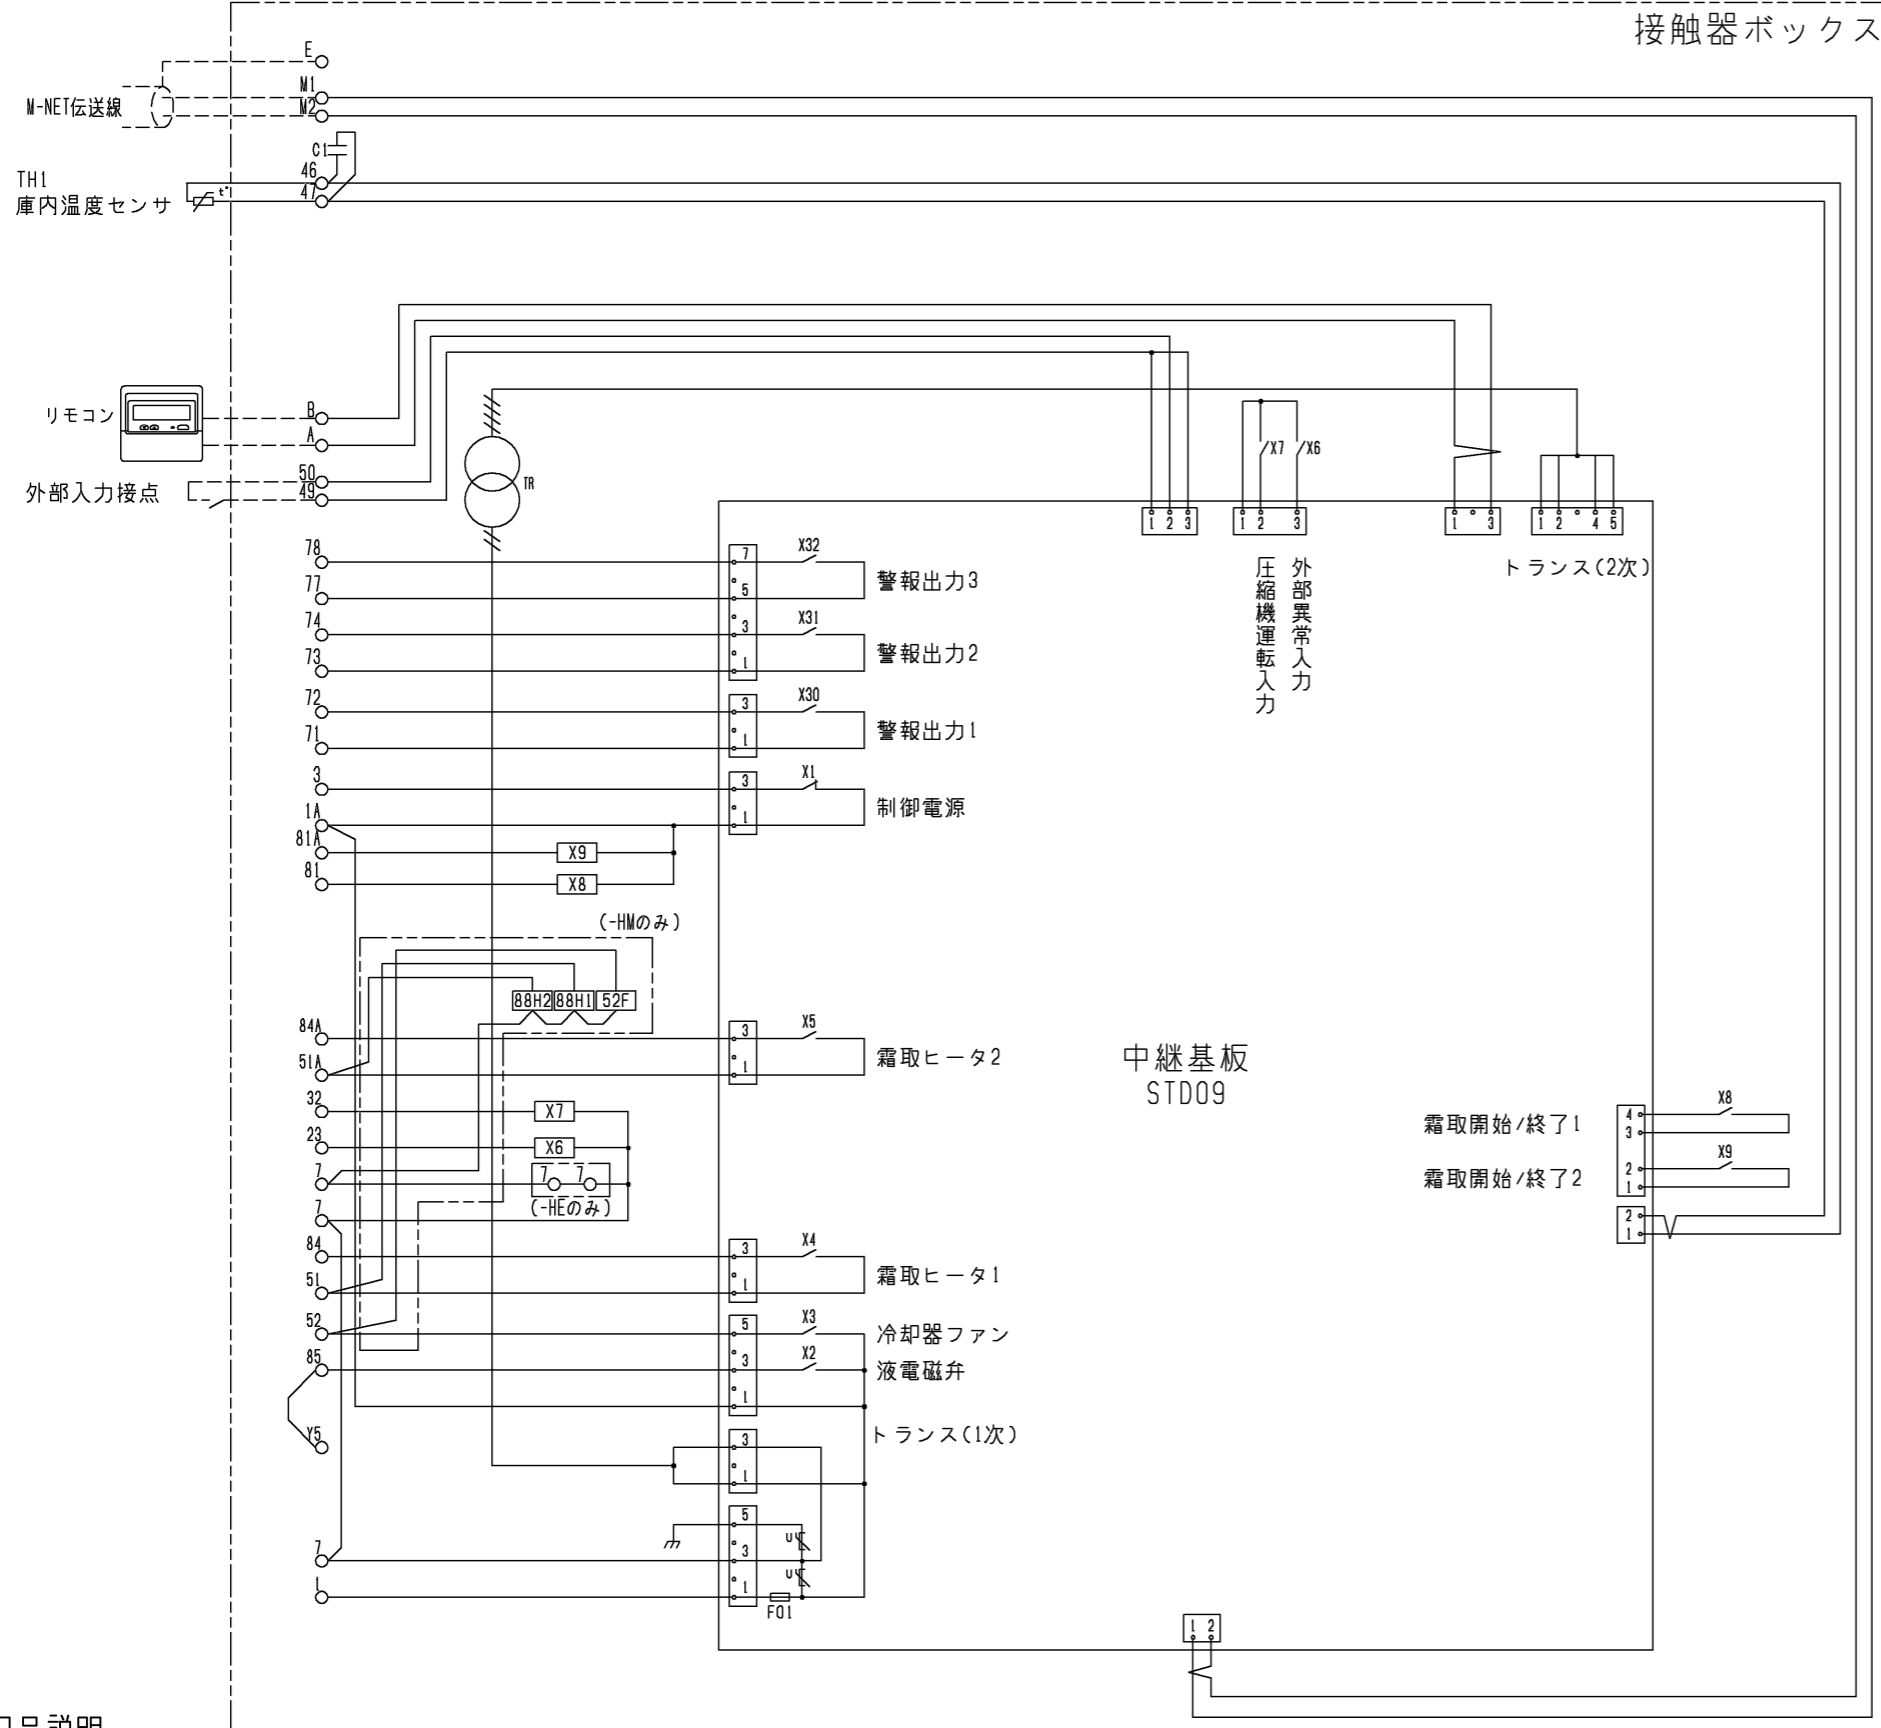 接触器ボックス
E
M1
M-NET伝送線
M2
C1
46
TH1
47
t°
庫内温度センサ
B
リモコン
A
X7
X6
50
外部入力接点
49
TR
1 2 3
1 2 3
1 3
1 2 4 5
圧縮機運転入力
外部異常入力
トランス(2次)
78
7
X32
警報出力3
77
5
74
3
X31
警報出力2
73
1
72
3
X30
警報出力1
71
1
3
3
X1
制御電源
1A
1
81A
X9
81
X8
(-HMのみ)
88H2
88H1
52F
84A
3
X5
霜取ヒータ2
51A
1
中継基板
STD09
32
X7
23
X6
7
7
7
(-HEのみ)
7
霜取開始/終了1
4
X8
3
霜取開始/終了2
2
X9
1
2
1
84
3
X4
霜取ヒータ1
51
1
52
5
X3
冷却器ファン
85
3
X2
液電磁弁
1
Y5
トランス(1次)
3
1
5
U
7
3
U
1
1
F01
1 2